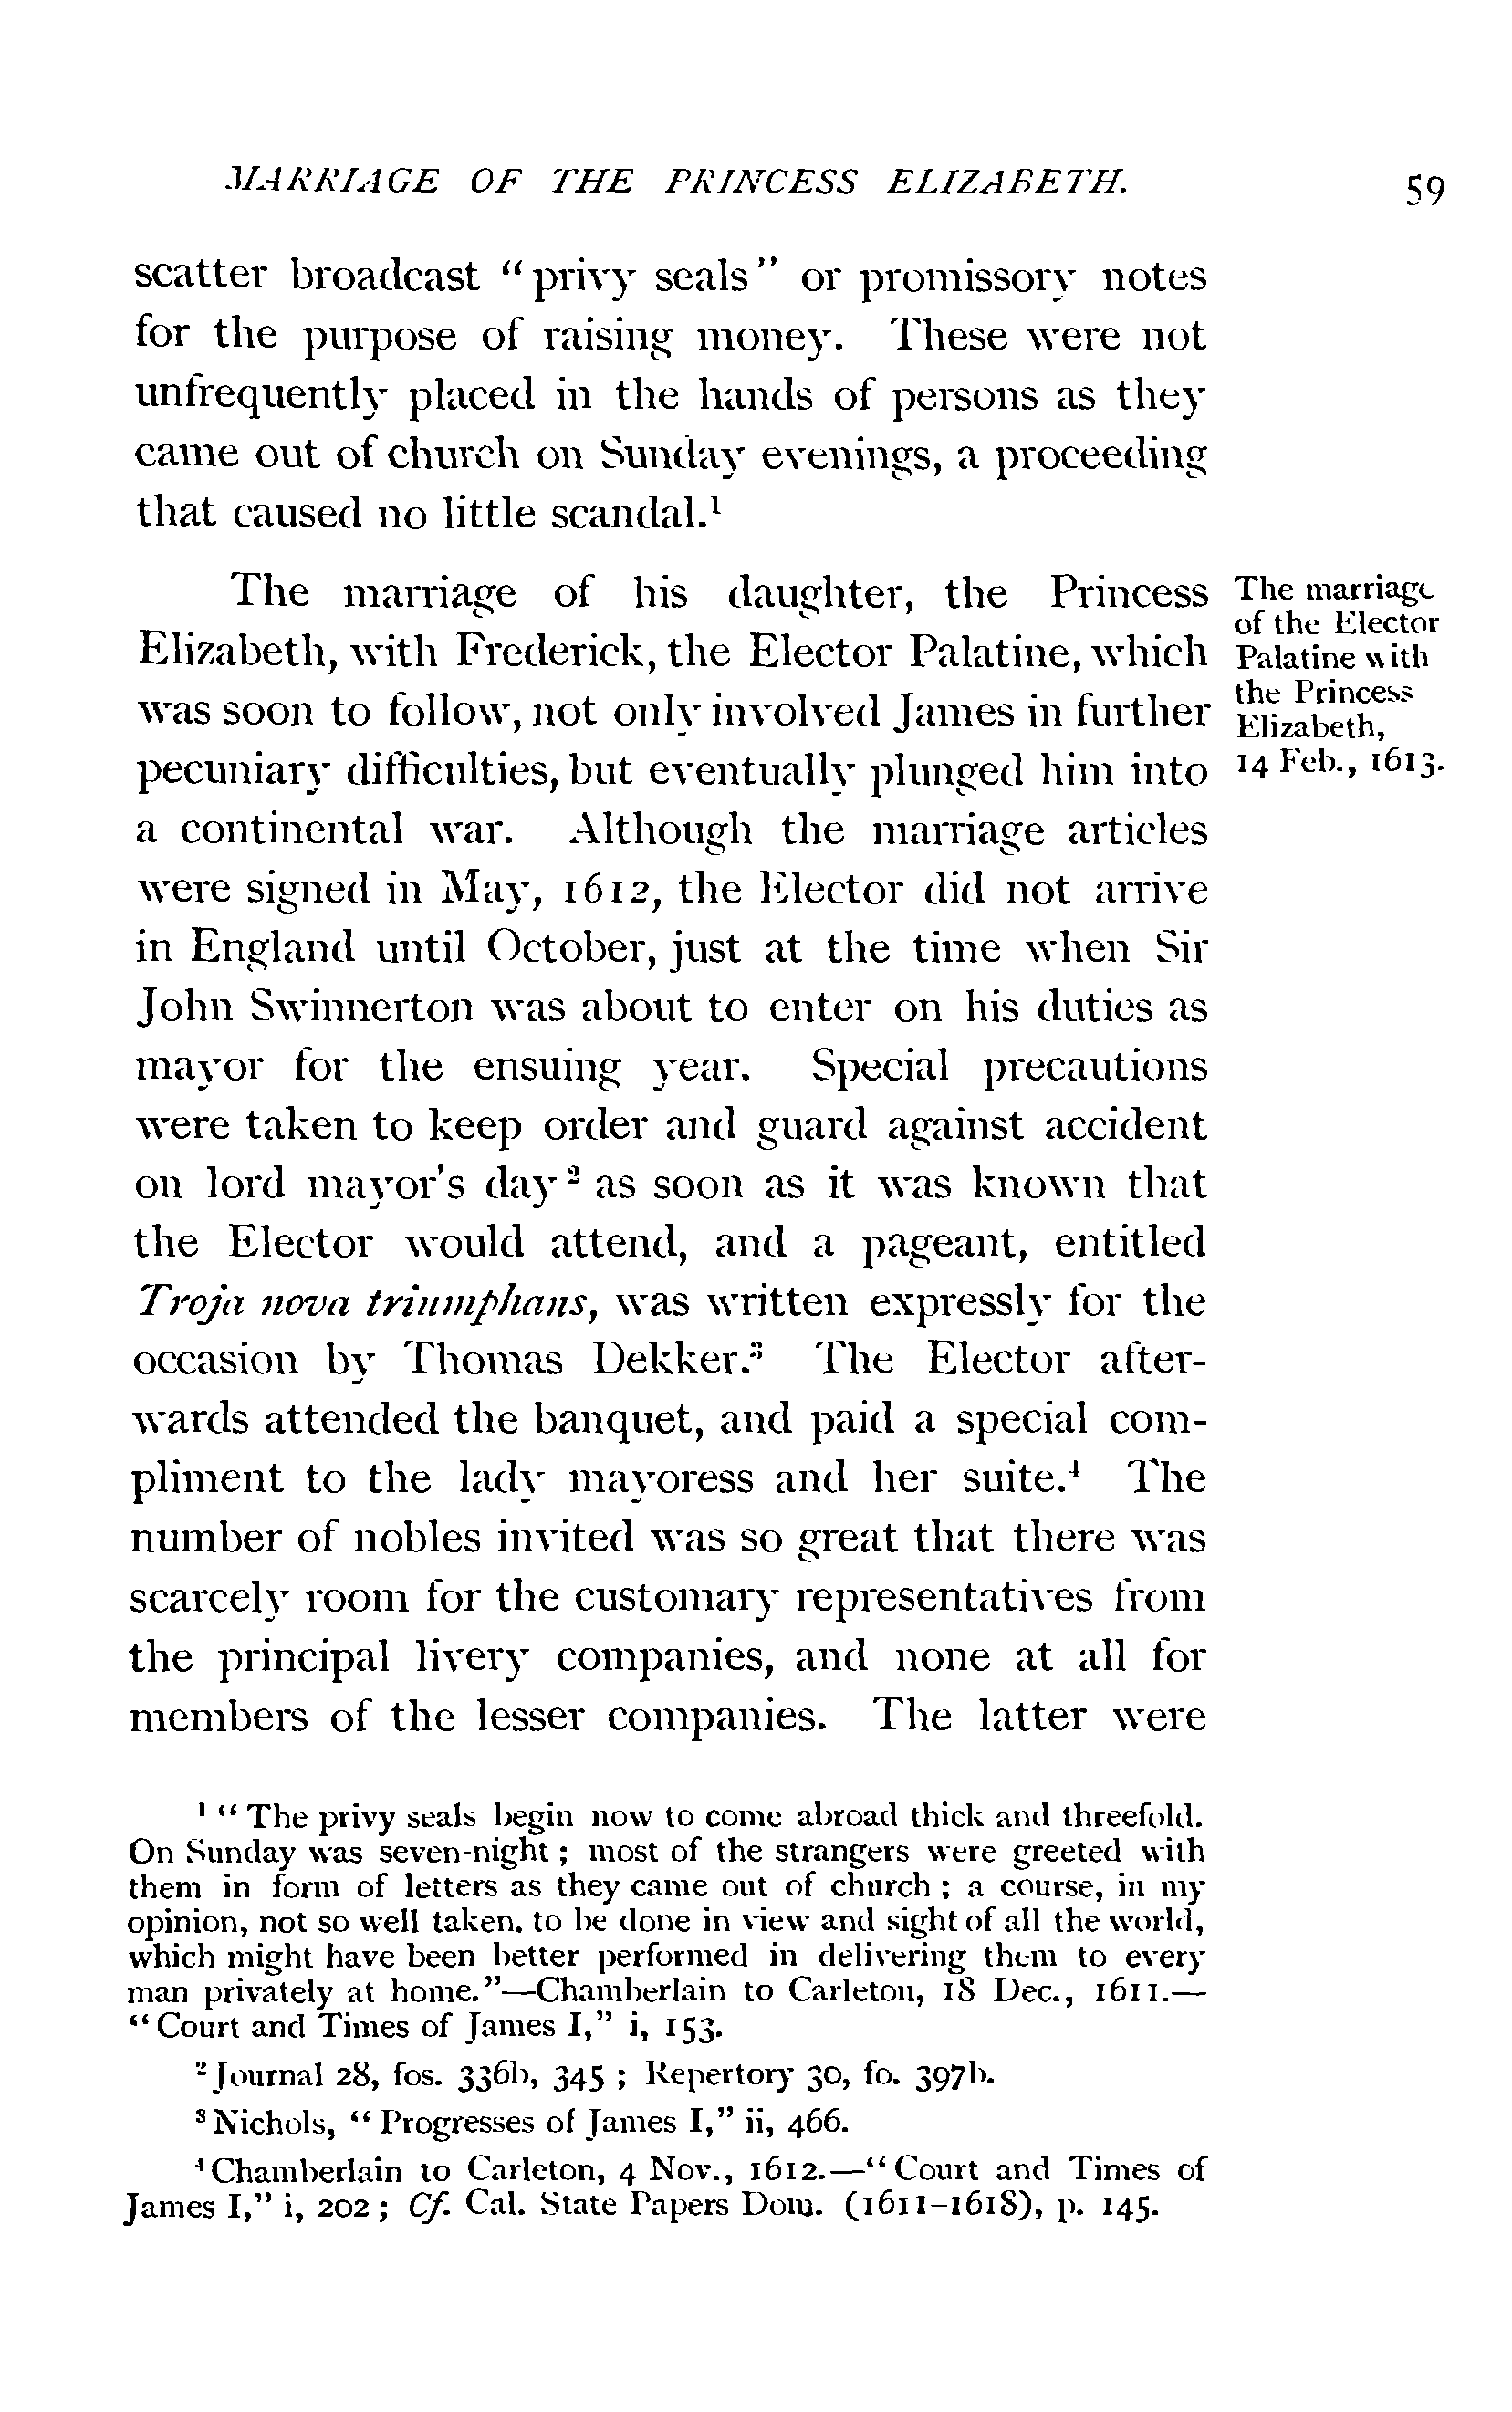 MARRIAGE OF THE PRINCESS ELIZABETH. 59
scatter broadcast “privy seals” or promissory notes
for the purpose of raising money. These were not
unfrequently placed in the hands of persons as they
came out of church on Sunday evenings, a proceeding
that caused no little scandal.¹
The marriage of his daughter, the Princess
Elizabeth, with Frederick, the Elector Palatine, which
was soon to follow, not only involved James in further
pecuniary difficulties, but eventually plunged him into
a continental war. Although the marriage articles
were signed in May, 1612, the Elector did not arrive
in England until October, just at the time when Sir
John Swinnerton was about to enter on his duties as
mayor for the ensuing year. Special precautions
were taken to keep order and guard against accident
on lord mayor's day² as soon as it was known that
the Elector would attend, and a pageant, entitled
Troja nova triumphans, was written expressly for the
occasion by Thomas Dekker.³ The Elector after-
wards attended the banquet, and paid a special com-
pliment to the lady mayoress and her suite.⁴ The
number of nobles invited was so great that there was
scarcely room for the customary representatives from
the principal livery companies, and none at all for
members of the lesser companies. The latter were
The marriage
of the Elector
Palatine with
the Princess
Elizabeth,
14 Feb., 1613.
¹ “The privy seals begin now to come abroad thick and threefold.
On Sunday was seven-night; most of the strangers were greeted with
them in form of letters as they came out of church; a course, in my
opinion, not so well taken, to be done in view and sight of all the world,
which might have been better performed in delivering them to every
man privately at home.”—Chamberlain to Carleton, 18 Dec., 1611.—
“Court and Times of James I,” i, 153.
² Journal 28, fos. 336b, 345; Repertory 30, fo. 397b.
³ Nichols, “Progresses of James I,” ii, 466.
⁴ Chamberlain to Carleton, 4 Nov., 1612.—“Court and Times of
James I,” i, 202; Cf. Cal. State Papers Dom. (1611–1618), p. 145.